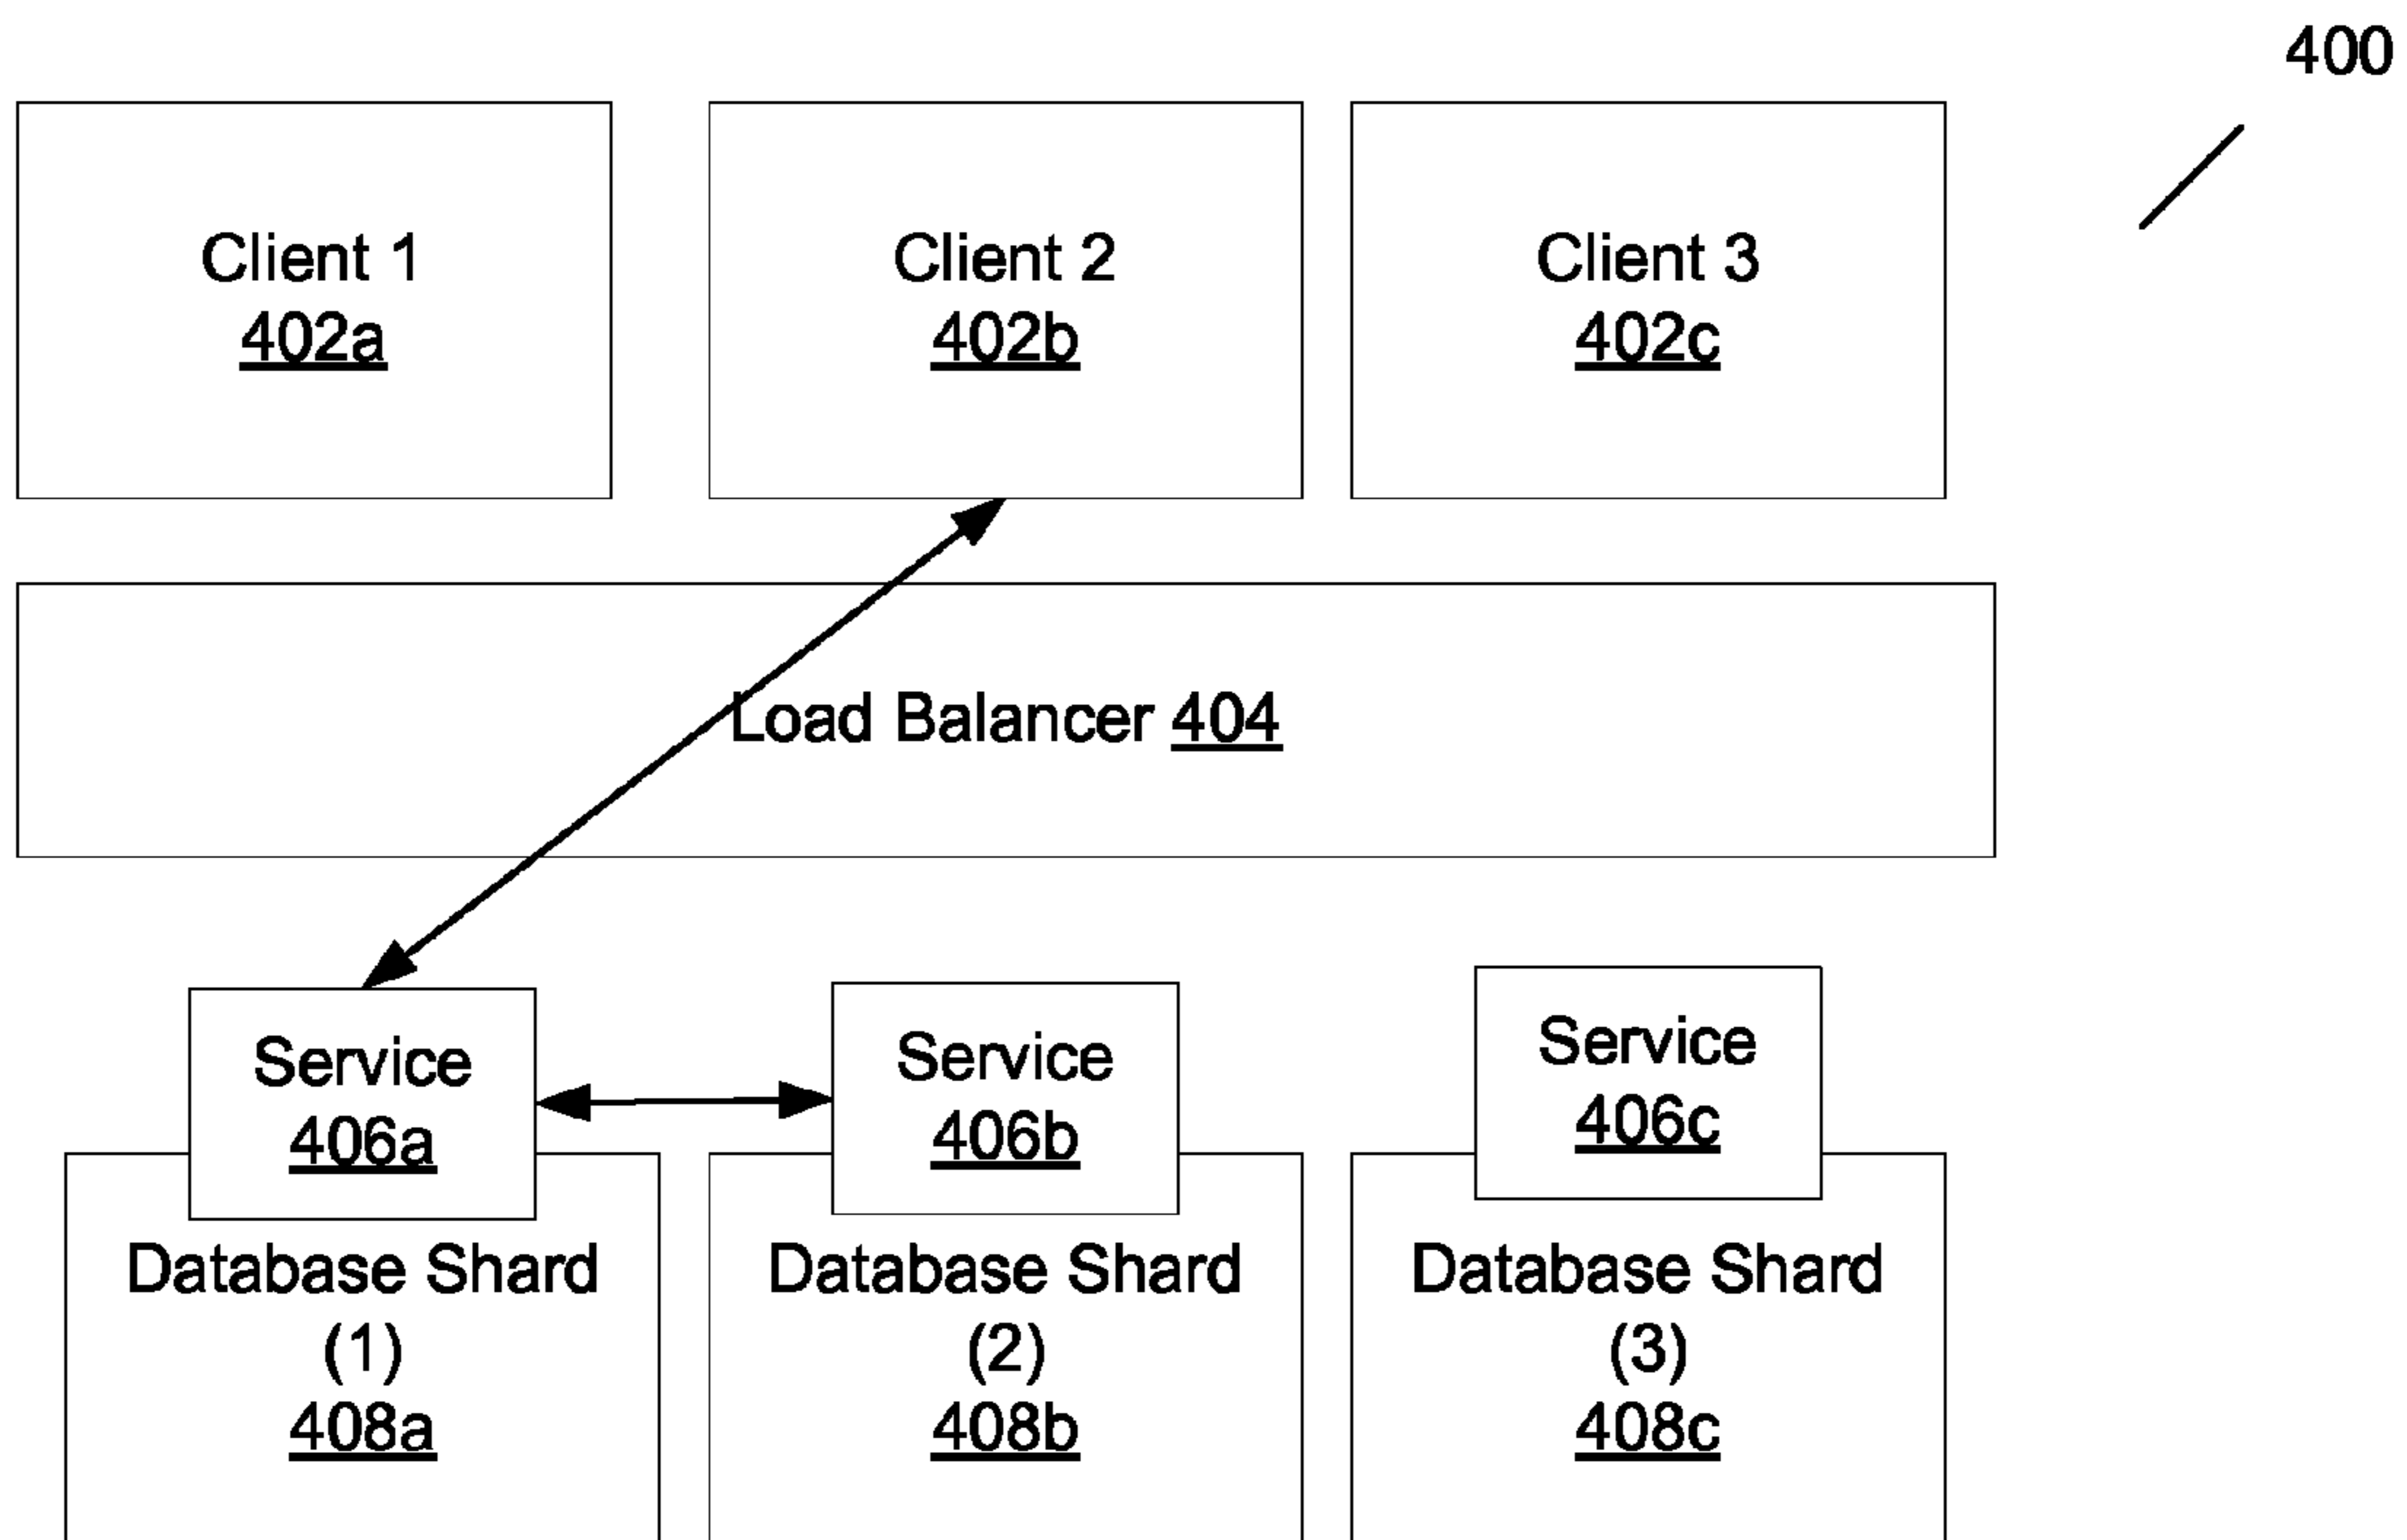 400
Client 1
402a
Client 2
402b
Client 3
402c
Load Balancer 404
Service
406a
Service
406b
Service
406c
Database Shard
(1)
408a
Database Shard
(2)
408b
Database Shard
(3)
408c